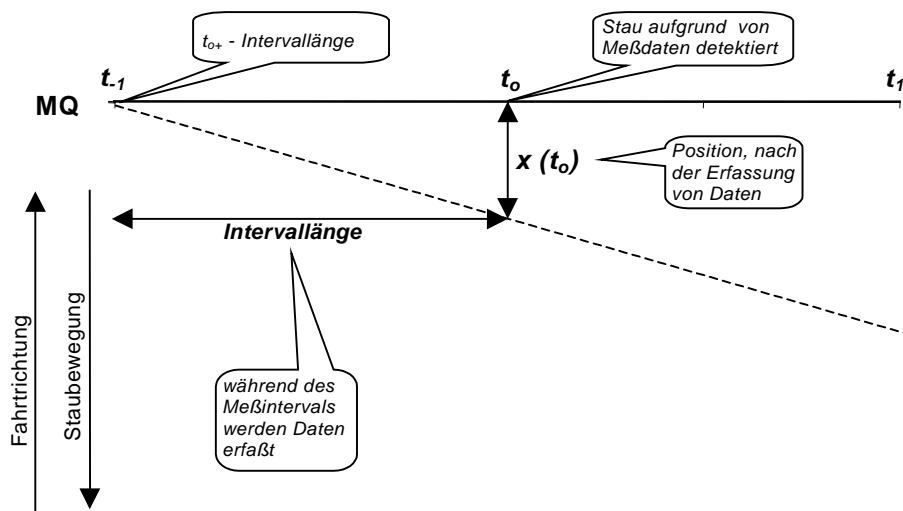 t₀₊ - Intervallänge
Stau aufgrund von
Meßdaten detektiert
t₋₁
t₀
t₁
MQ
x (t₀)
Position, nach
der Erfassung
von Daten
Intervallänge
Fahrtrichtung
Staubewegung
während des
Meßintervals
werden Daten
erfaßt